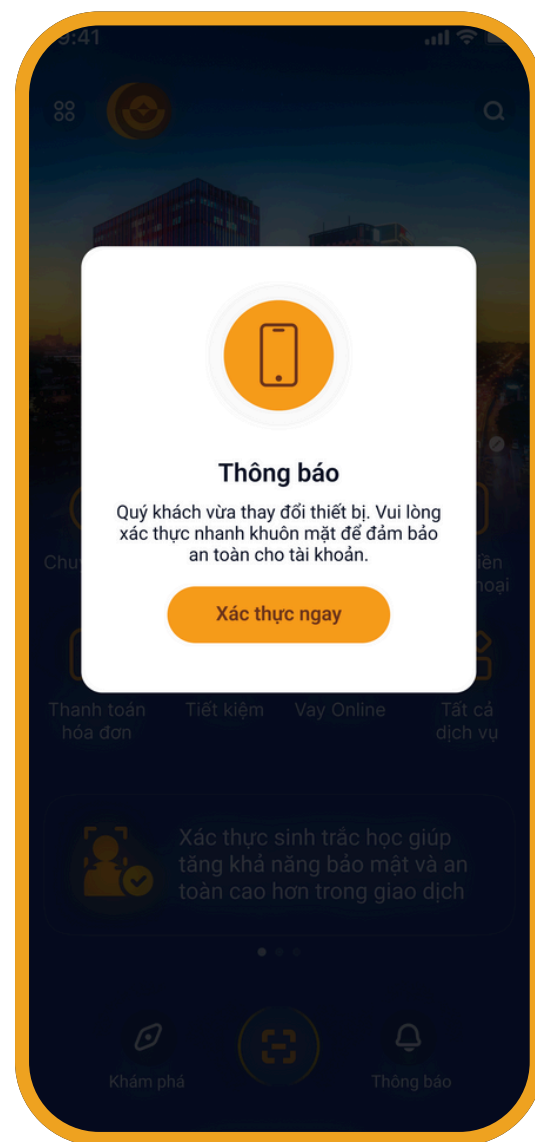 9:41
Thông báo
Quý khách vừa thay đổi thiết bị. Vui lòng
xác thực nhanh khuôn mặt để đảm bảo
an toàn cho tài khoản.
Xác thực ngay
Thanh toán
hóa đơn
Tiết kiệm
Vay Online
Tất cả
dịch vụ
Xác thực sinh trắc học giúp
tăng khả năng bảo mật và an
toàn cao hơn trong giao dịch
Khám phá
Thông báo